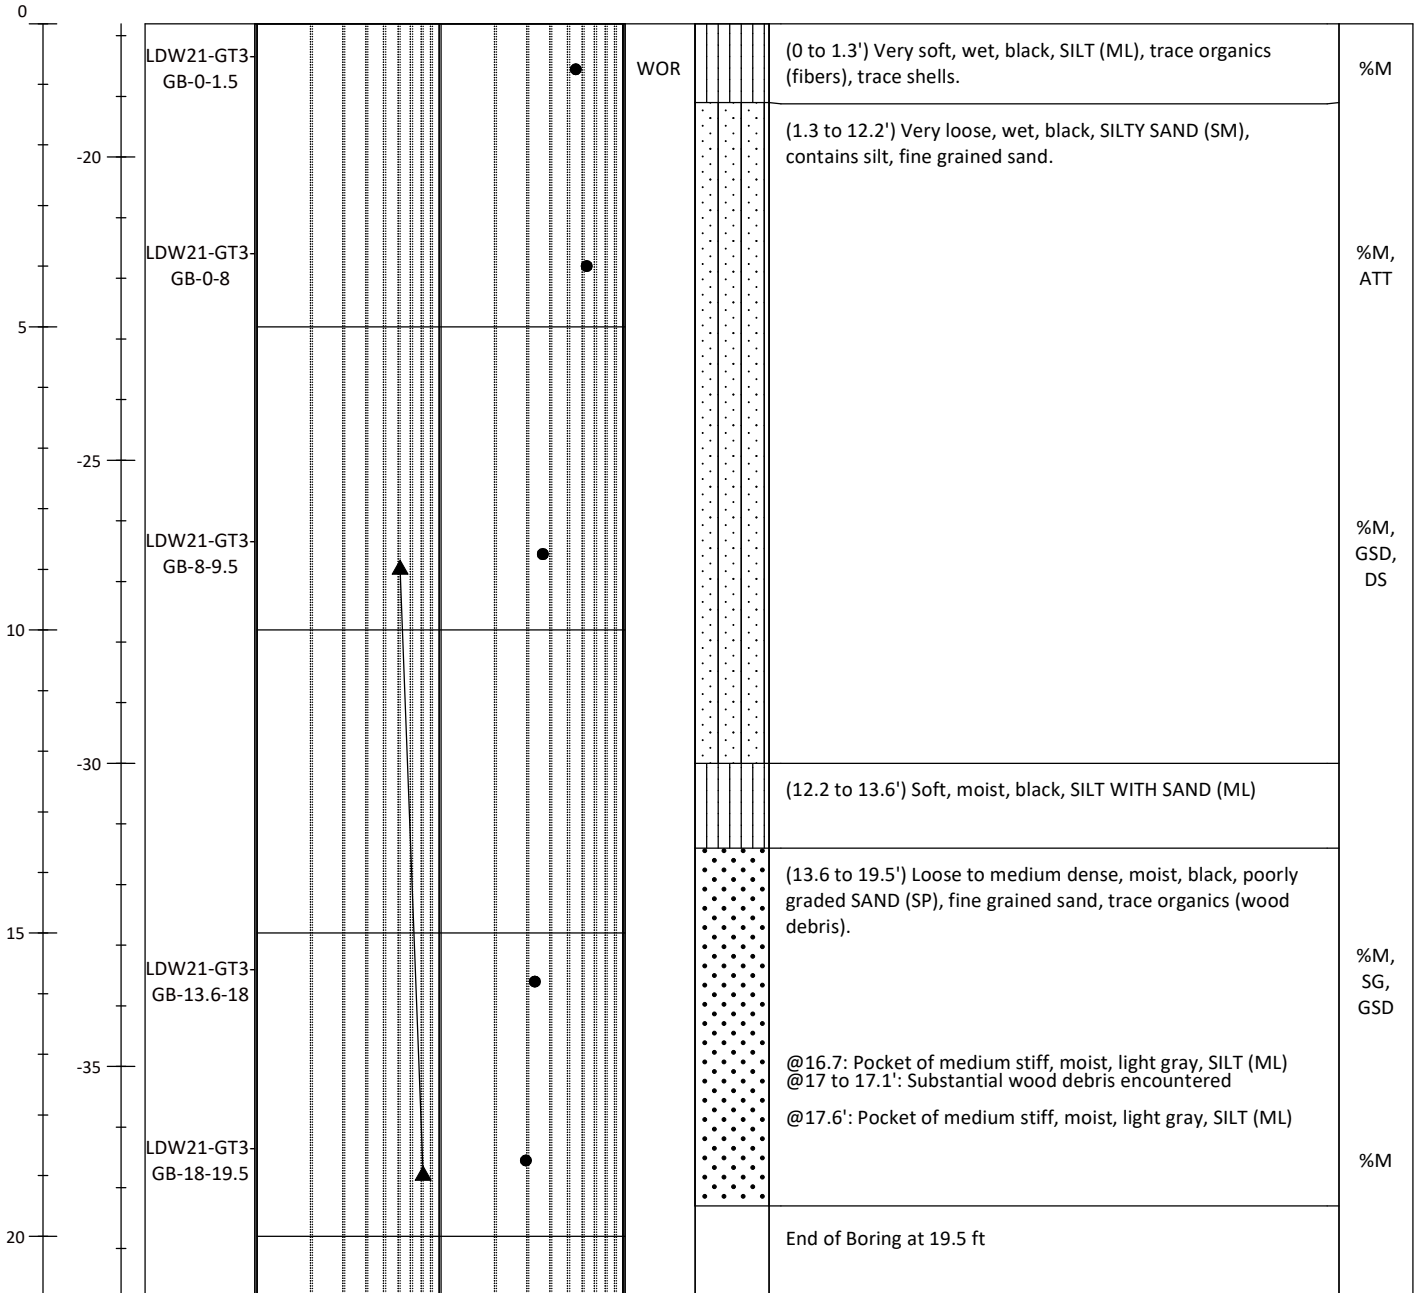 0
LDW21-GT3-
GB-0-1.5
WOR
(0 to 1.3') Very soft, wet, black, SILT (ML), trace organics
(fibers), trace shells.
%M
(1.3 to 12.2') Very loose, wet, black, SILTY SAND (SM),
contains silt, fine grained sand.
-20
LDW21-GT3-
GB-0-8
%M,
ATT
5
-25
LDW21-GT3-
GB-8-9.5
%M,
GSD,
DS
10
-30
(12.2 to 13.6') Soft, moist, black, SILT WITH SAND (ML)
(13.6 to 19.5') Loose to medium dense, moist, black, poorly
graded SAND (SP), fine grained sand, trace organics (wood
debris).
15
LDW21-GT3-
GB-13.6-18
%M,
SG,
GSD
-35
@16.7: Pocket of medium stiff, moist, light gray, SILT (ML)
@17 to 17.1': Substantial wood debris encountered
@17.6': Pocket of medium stiff, moist, light gray, SILT (ML)
LDW21-GT3-
GB-18-19.5
%M
20
End of Boring at 19.5 ft